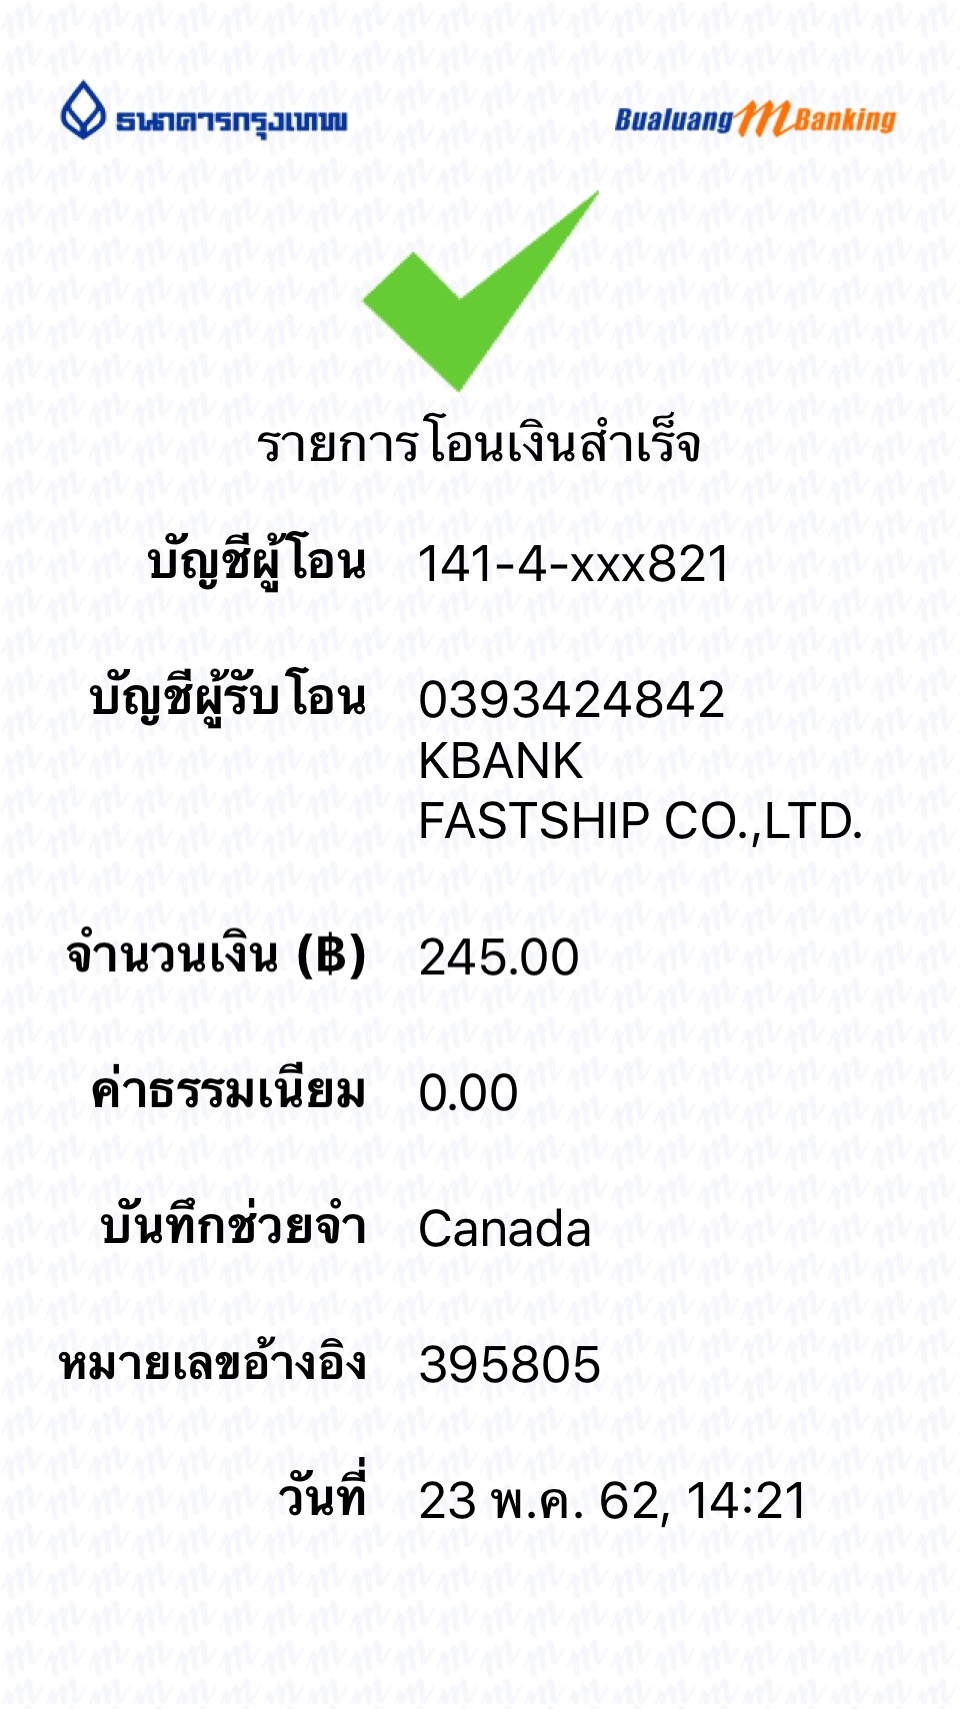 ธนาคารกรุงเทพ
Bualuang mBanking
รายการโอนเงินสำเร็จ
บัญชีผู้โอน 141-4-xxx821
บัญชีผู้รับโอน 0393424842
KBANK
FASTSHIP CO.,LTD.
จำนวนเงิน (฿) 245.00
ค่าธรรมเนียม 0.00
บันทึกช่วยจำ Canada
หมายเลขอ้างอิง 395805
วันที่ 23 พ.ค. 62, 14:21